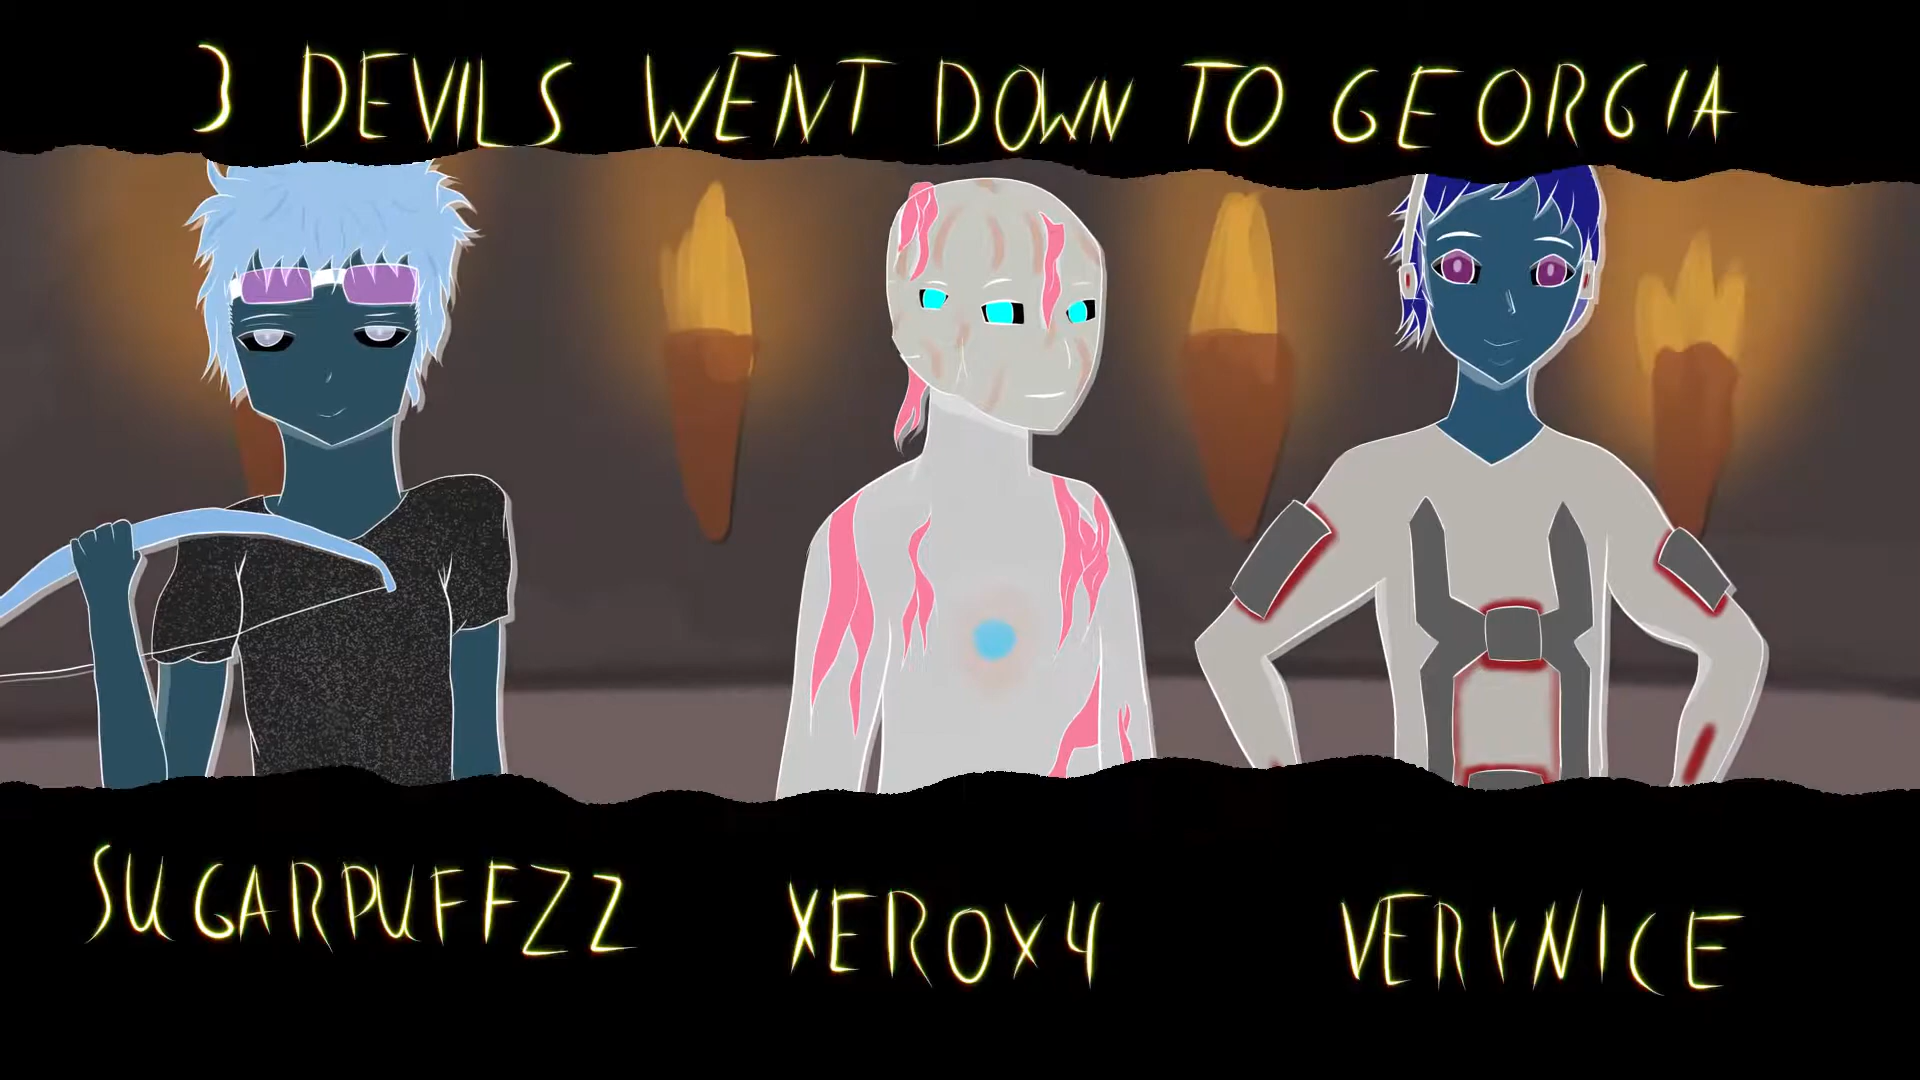 3 DEVILS WENT DOWN TO GEORGIA
SUGARPUFFZZ XEROX4 VERYNICE